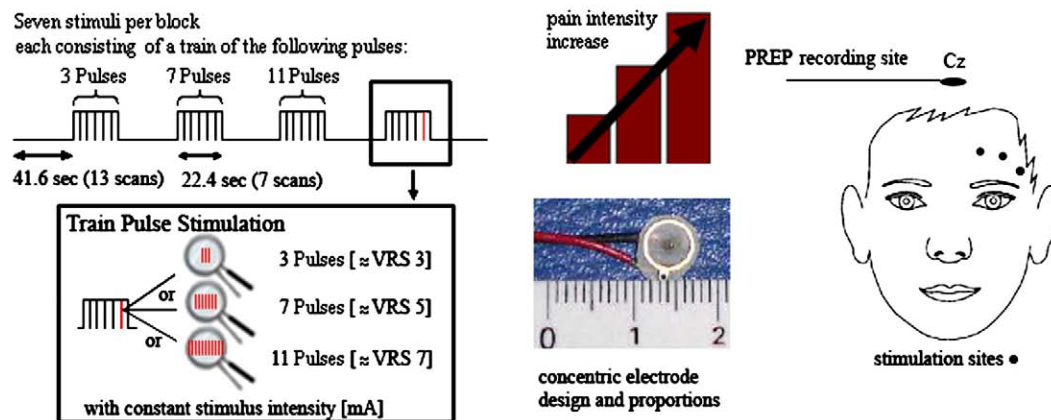 Seven stimuli per block
each consisting of a train of the following pulses:
3 Pulses
7 Pulses
11 Pulses
41.6 sec (13 scans)
22.4 sec (7 scans)
Train Pulse Stimulation
3 Pulses [ ≈ VRS 3]
or
7 Pulses [ ≈ VRS 5]
or
11 Pulses [ ≈ VRS 7]
with constant stimulus intensity [mA]
pain intensity
increase
0 1 2
concentric electrode
design and proportions
PREP recording site
Cz
stimulation sites •